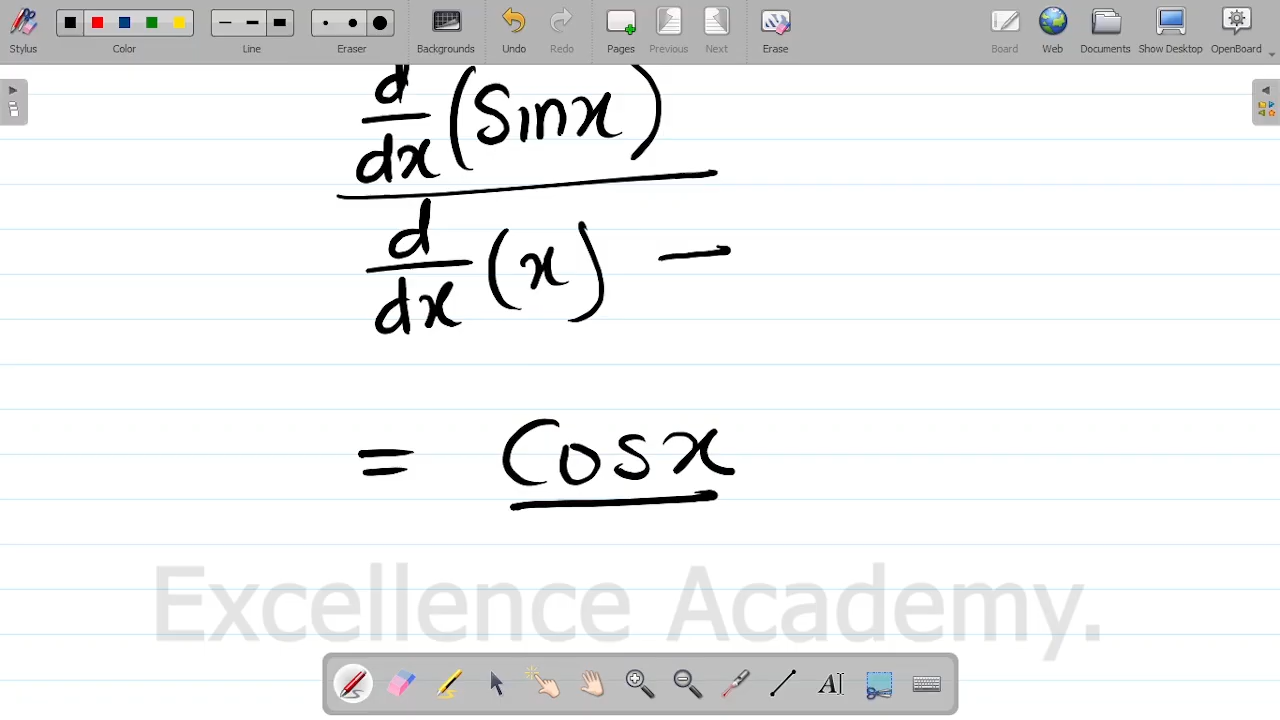 Stylus Color Line Eraser Backgrounds Undo Redo Pages Previous Next Erase Board Web Documents Show Desktop OpenBoard
d
dx (Sinx)
d
dx (x) —
= Cosx
Excellence Academy.
AI